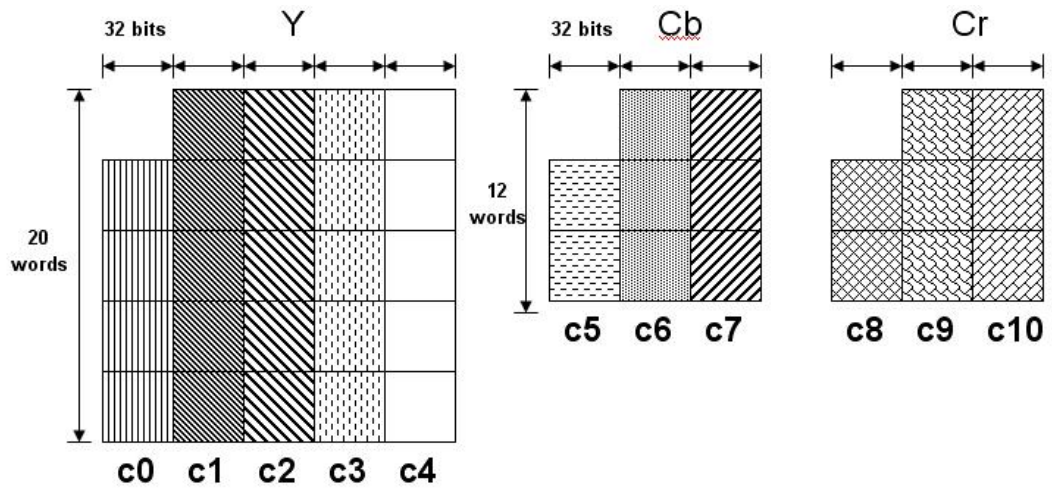 32 bits Y
20 words
c0 c1 c2 c3 c4
32 bits Cb
12 words
c5 c6 c7
Cr
c8 c9 c10